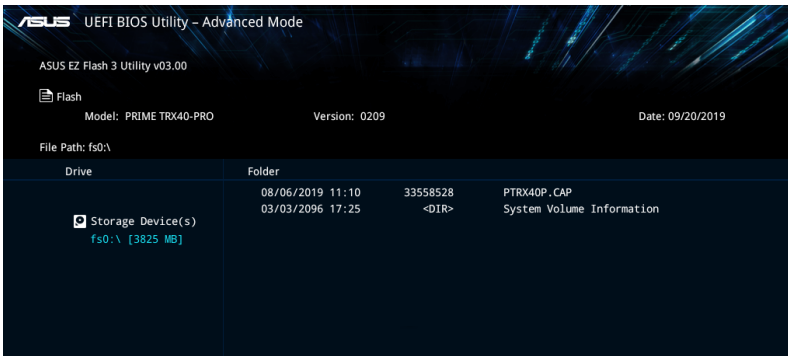 ASUS UEFI BIOS Utility – Advanced Mode
ASUS EZ Flash 3 Utility v03.00
Flash
Model: PRIME TRX40-PRO Version: 0209 Date: 09/20/2019
File Path: fs0:\
Drive Folder
08/06/2019 11:10 33558528 PTRX40P.CAP
03/03/2096 17:25 <DIR> System Volume Information
Storage Device(s)
fs0:\ [3825 MB]